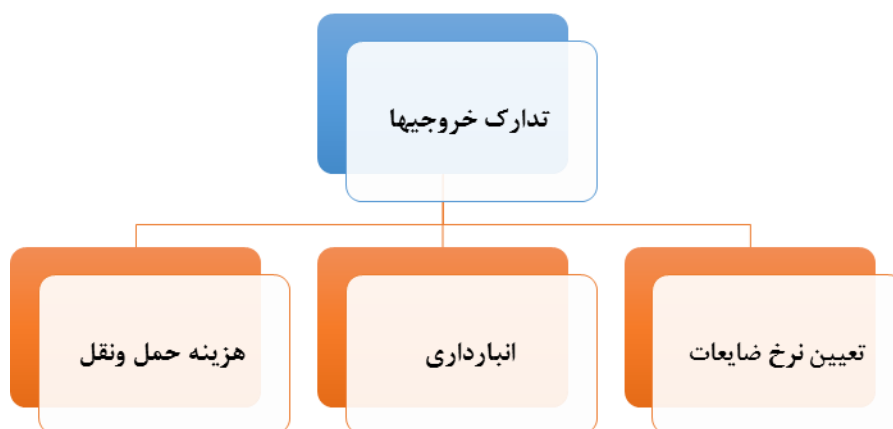 تدارک خروجیها
تعیین نرخ ضایعات
انبارداری
هزینه حمل ونقل